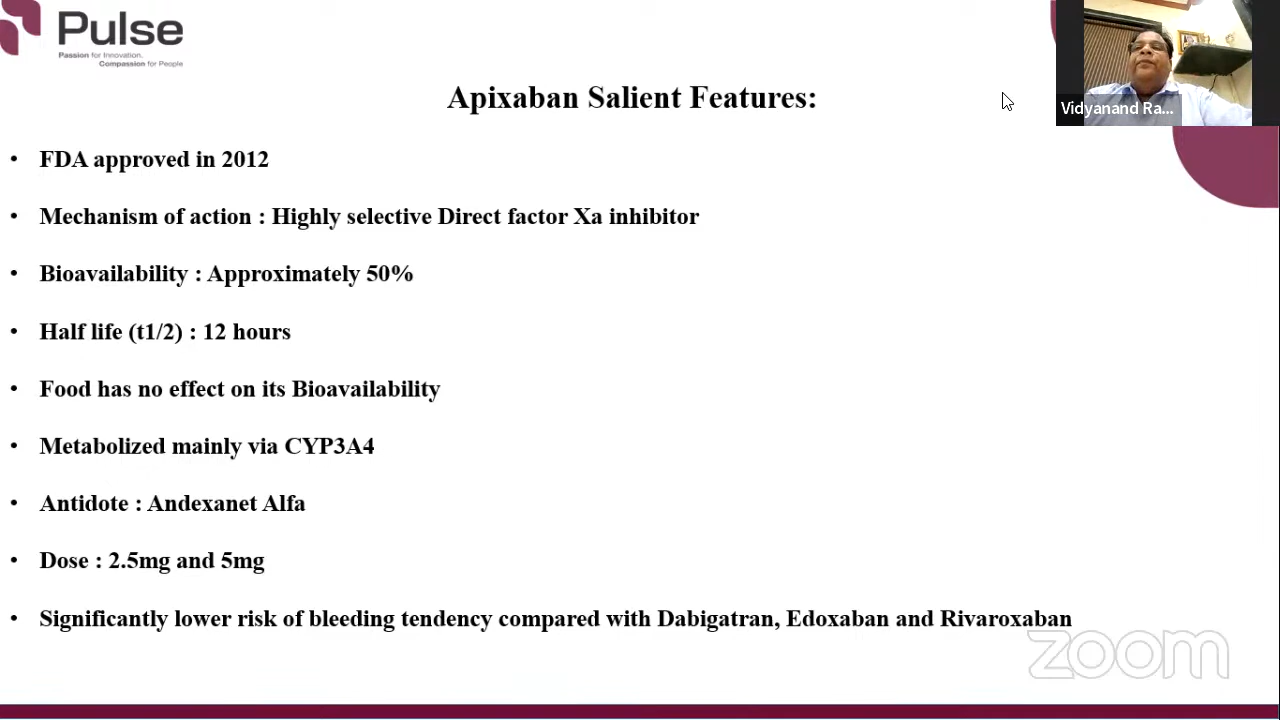 Pulse
Passion for Innovation.
Compassion for People
Vidyanand Ra...
Apixaban Salient Features:
• FDA approved in 2012
• Mechanism of action : Highly selective Direct factor Xa inhibitor
• Bioavailability : Approximately 50%
• Half life (t1/2) : 12 hours
• Food has no effect on its Bioavailability
• Metabolized mainly via CYP3A4
• Antidote : Andexanet Alfa
• Dose : 2.5mg and 5mg
• Significantly lower risk of bleeding tendency compared with Dabigatran, Edoxaban and Rivaroxaban
zoom